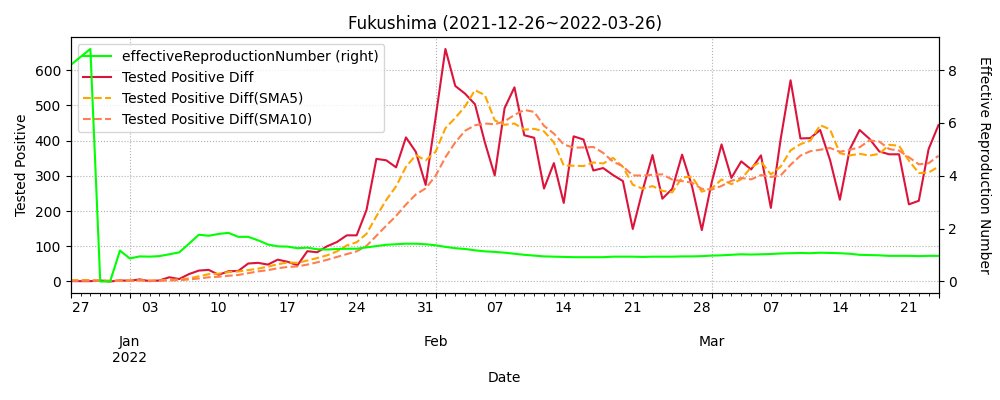 Fukushima (2021-12-26~2022-03-26)
effectiveReproductionNumber (right)
Tested Positive Diff
Tested Positive Diff(SMA5)
Tested Positive Diff(SMA10)
Tested Positive
600
500
400
300
200
100
0
8
6
4
2
0
Effective Reproduction Number
27 03 10 17 24 31 07 14 21 28 07 14 21
Jan Feb Mar
2022
Date